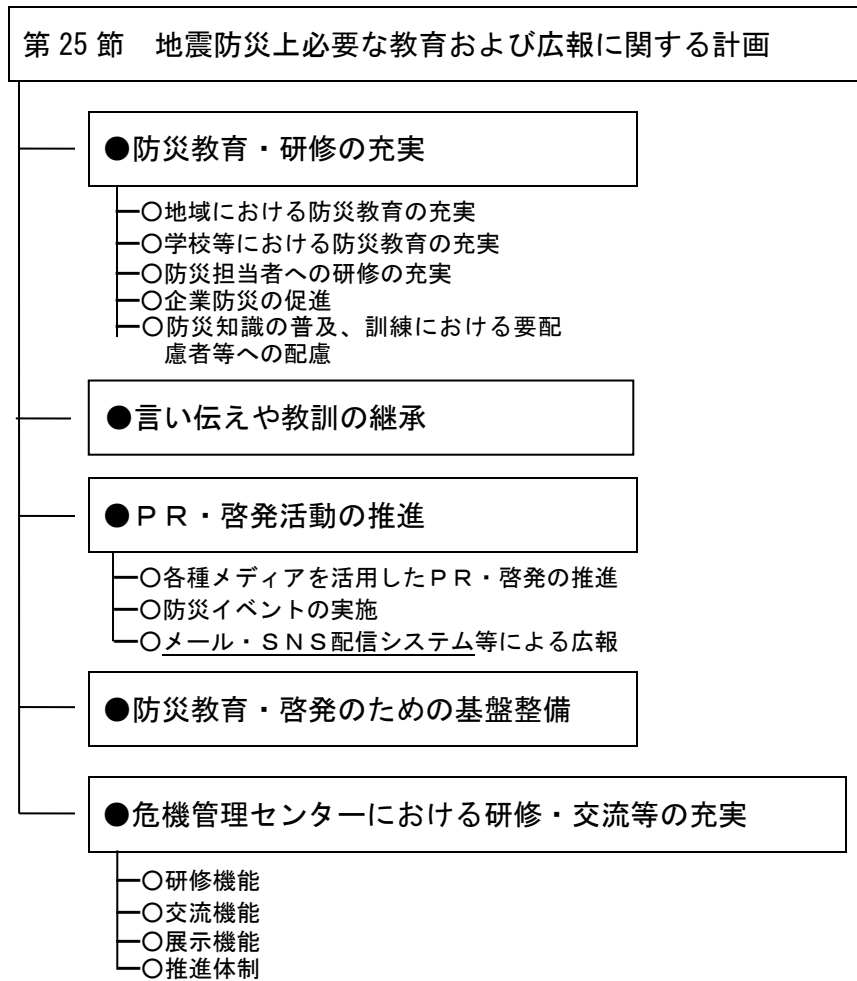 第 25 節　地震防災上必要な教育および広報に関する計画
●防災教育・研修の充実
○地域における防災教育の充実
○学校等における防災教育の充実
○防災担当者への研修の充実
○企業防災の促進
○防災知識の普及、訓練における要配
慮者等への配慮
●言い伝えや教訓の継承
●ＰＲ・啓発活動の推進
○各種メディアを活用したＰＲ・啓発の推進
○防災イベントの実施
○メール・ＳＮＳ配信システム等による広報
●防災教育・啓発のための基盤整備
●危機管理センターにおける研修・交流等の充実
○研修機能
○交流機能
○展示機能
○推進体制